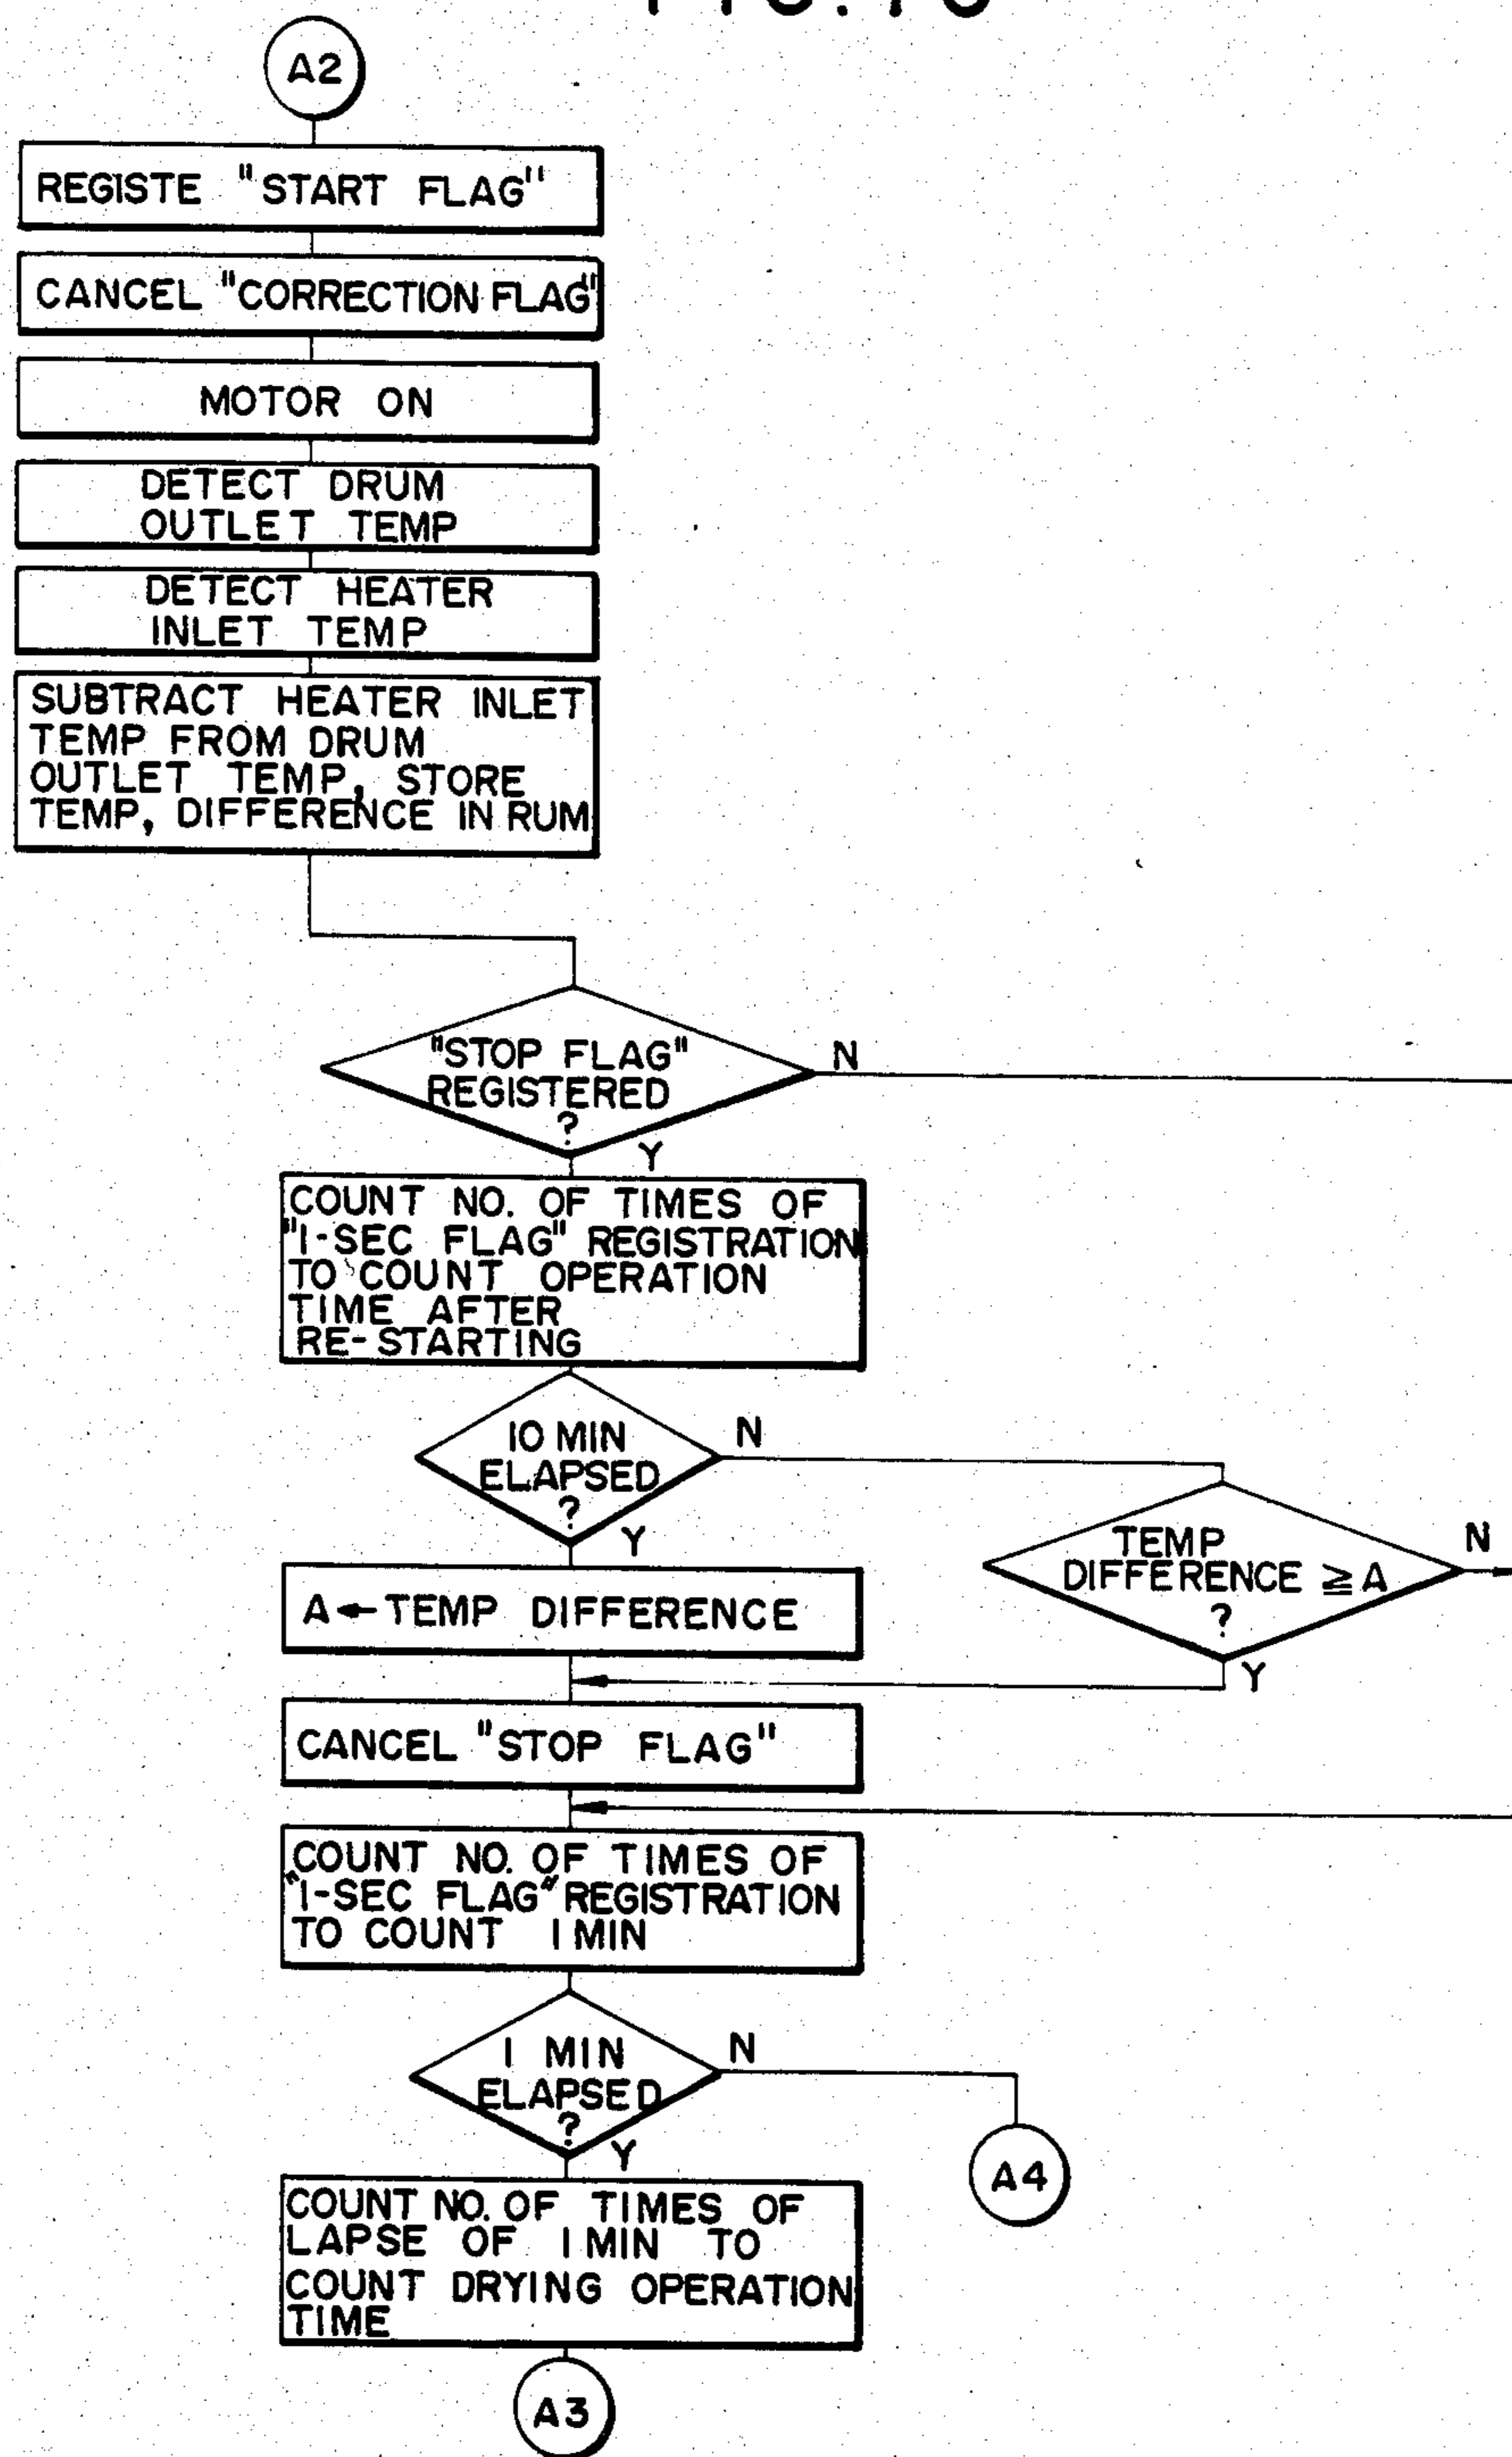 A2
REGISTE "START FLAG"
CANCEL "CORRECTION FLAG"
MOTOR ON
DETECT DRUM
OUTLET TEMP
DETECT HEATER
INLET TEMP
SUBTRACT HEATER INLET
TEMP FROM DRUM
OUTLET TEMP, STORE
TEMP, DIFFERENCE IN RUM
"STOP FLAG"
REGISTERED
?
N
Y
COUNT NO. OF TIMES OF
"1-SEC FLAG" REGISTRATION
TO COUNT OPERATION
TIME AFTER
RE-STARTING
10 MIN
ELAPSED
?
N
Y
TEMP
DIFFERENCE ≧ A
?
N
Y
A ← TEMP DIFFERENCE
CANCEL "STOP FLAG"
COUNT NO. OF TIMES OF
"1-SEC FLAG" REGISTRATION
TO COUNT 1 MIN
1 MIN
ELAPSED
?
N
Y
A4
COUNT NO. OF TIMES OF
LAPSE OF 1 MIN TO
COUNT DRYING OPERATION
TIME
A3